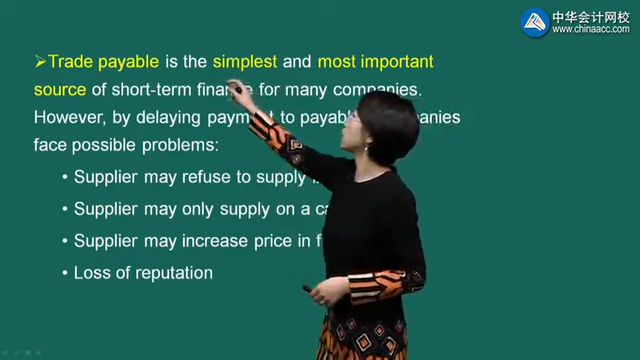 中华会计网校
www.chinaacc.com
➢Trade payable is the simplest and most important
source of short-term finance for many companies.
However, by delaying payment to payab panies
face possible problems:
• Supplier may refuse to supply
• Supplier may only supply on a
• Supplier may increase price in
• Loss of reputation